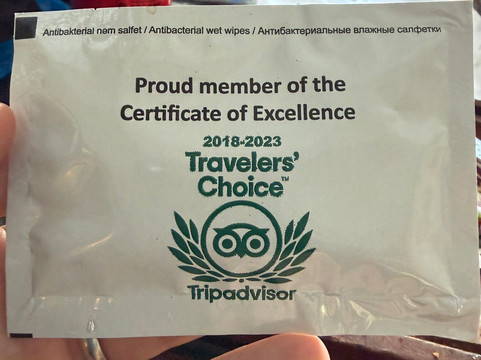 Antibakterial nem salfet / Antibacterial wet wipes / Антибактериальные влажные салфетки
Proud member of the
Certificate of Excellence
2018-2023
Travelers'
Choice™
Tripadvisor